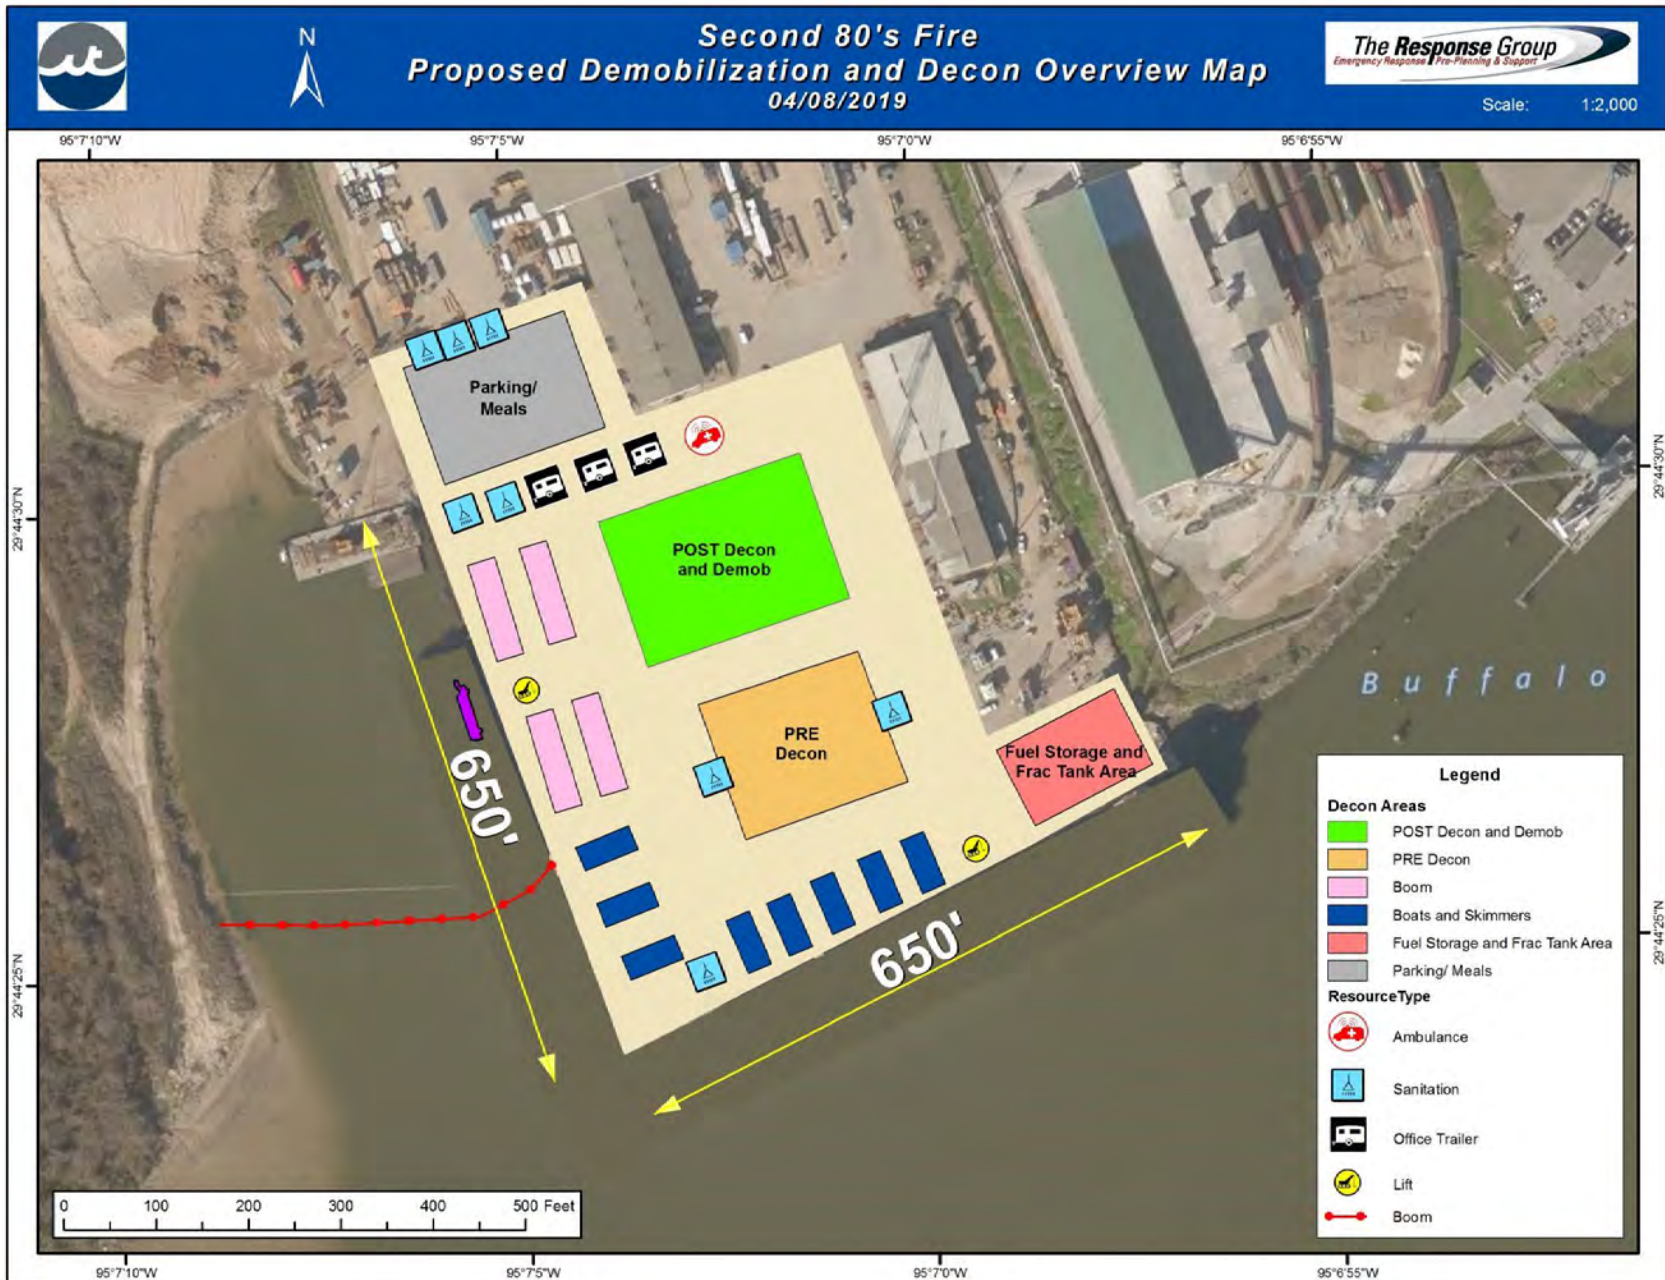 Second 80's Fire
Proposed Demobilization and Decon Overview Map
04/08/2019
N
The Response Group
Emergency Response Pre-Planning & Support
Scale: 1:2,000
95°7'10"W
95°7'5"W
95°7'0"W
95°6'55"W
29°44'30"N
29°44'30"N
29°44'25"N
29°44'25"N
Parking/
Meals
POST Decon
and Demob
PRE
Decon
Fuel Storage and
Frac Tank Area
650'
650'
Buffalo
Legend
Decon Areas
POST Decon and Demob
PRE Decon
Boom
Boats and Skimmers
Fuel Storage and Frac Tank Area
Parking/ Meals
ResourceType
Ambulance
Sanitation
Office Trailer
Lift
Boom
0 100 200 300 400 500 Feet
95°7'10"W
95°7'5"W
95°7'0"W
95°6'55"W